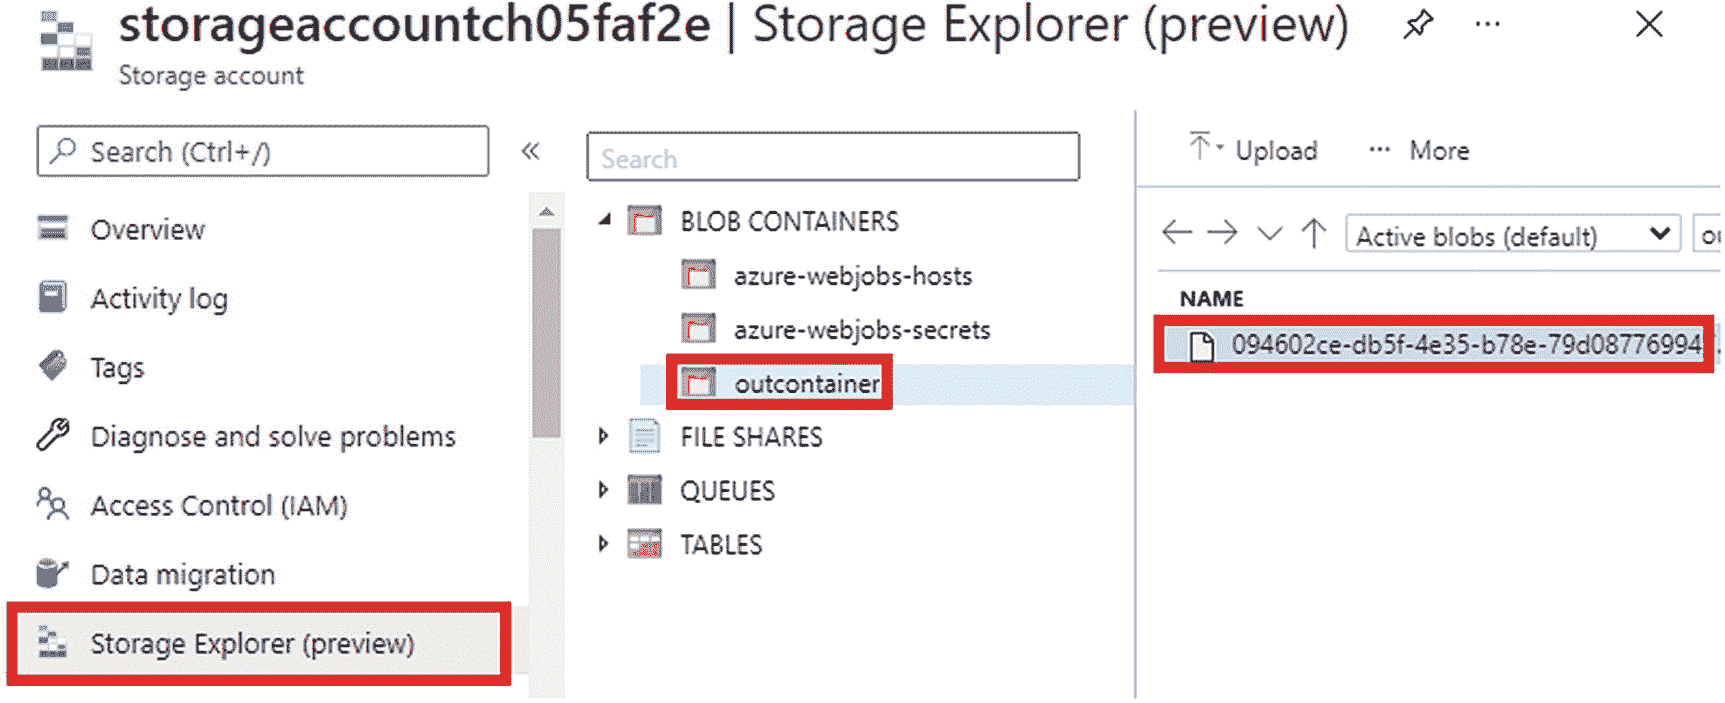 storageaccountch05faf2e | Storage Explorer (preview) ...
Storage account
Search (Ctrl+/)
«
Overview
Activity log
Tags
Diagnose and solve problems
Access Control (IAM)
Data migration
Storage Explorer (preview)
Search
BLOB CONTAINERS
azure-webjobs-hosts
azure-webjobs-secrets
outcontainer
FILE SHARES
QUEUES
TABLES
Upload ... More
Active blobs (default)
NAME
094602ce-db5f-4e35-b78e-79d08776994